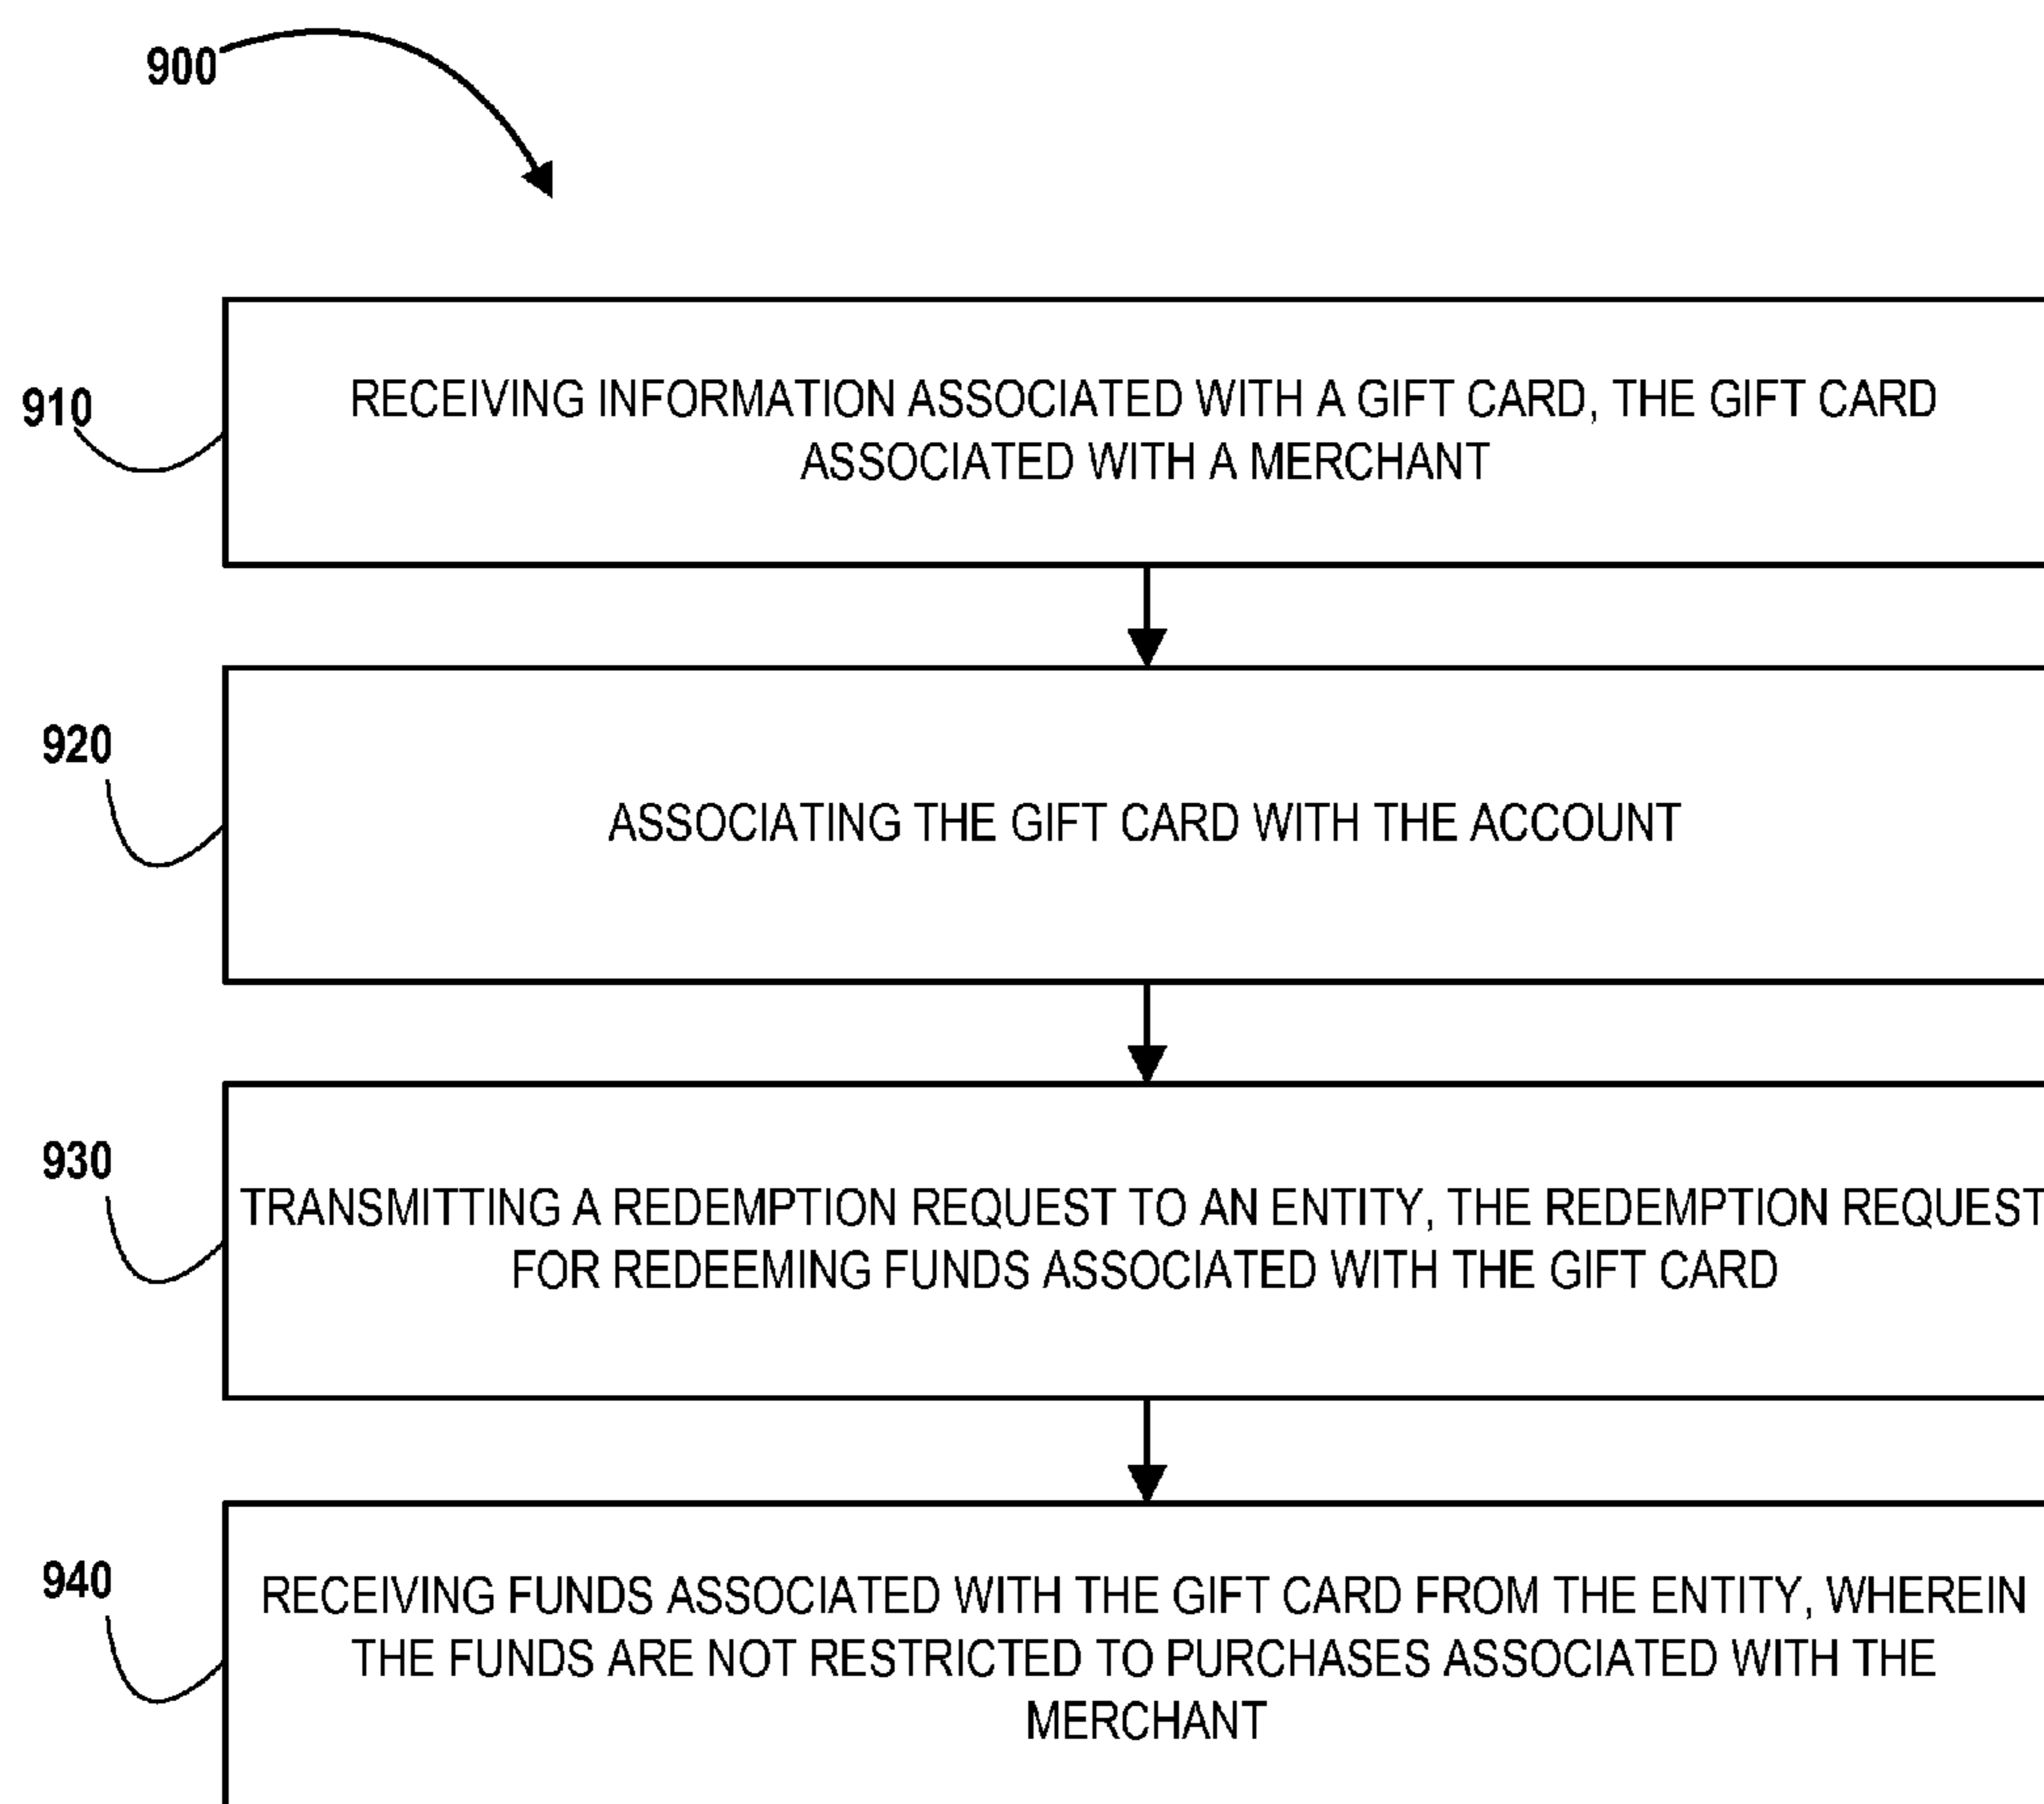 900
910
RECEIVING INFORMATION ASSOCIATED WITH A GIFT CARD, THE GIFT CARD
ASSOCIATED WITH A MERCHANT
920
ASSOCIATING THE GIFT CARD WITH THE ACCOUNT
930
TRANSMITTING A REDEMPTION REQUEST TO AN ENTITY, THE REDEMPTION REQUEST
FOR REDEEMING FUNDS ASSOCIATED WITH THE GIFT CARD
940
RECEIVING FUNDS ASSOCIATED WITH THE GIFT CARD FROM THE ENTITY, WHEREIN
THE FUNDS ARE NOT RESTRICTED TO PURCHASES ASSOCIATED WITH THE
MERCHANT